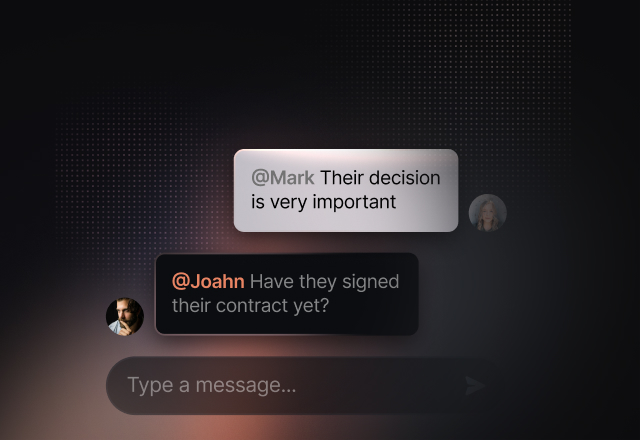 @Mark Their decision
is very important
@Joahn Have they signed
their contract yet?
Type a message...